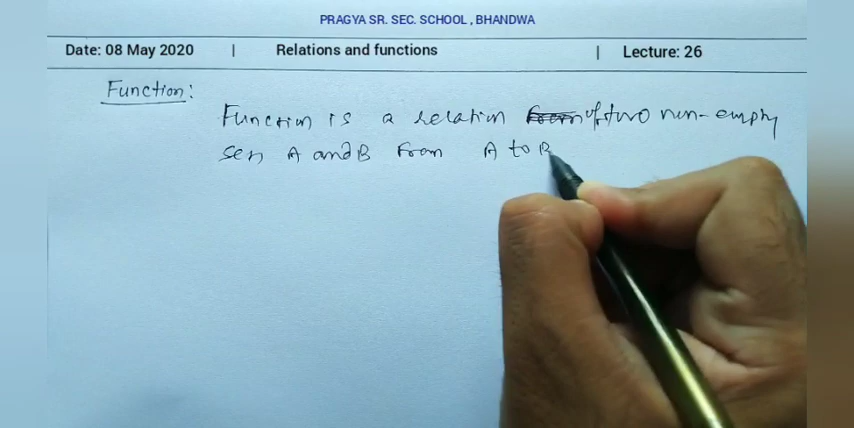 PRAGYA SR. SEC. SCHOOL , BHANDWA
Date: 08 May 2020 | Relations and functions | Lecture: 26
Function:
Function is a relation of two non-empty
sets A and B from A to B